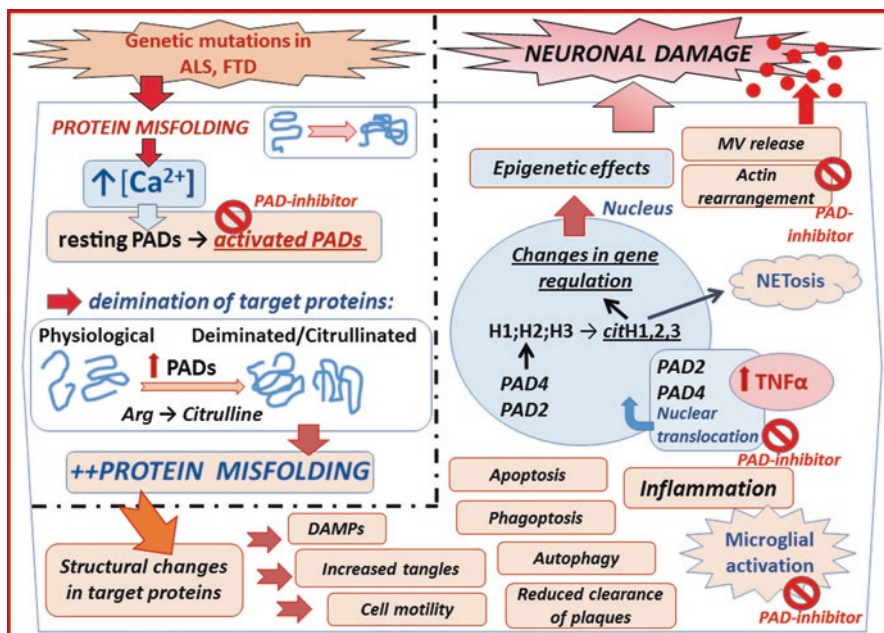 Genetic mutations in
ALS, FTD
PROTEIN MISFOLDING
↑ [Ca²⁺]
PAD-inhibitor
resting PADs → activated PADs
deimination of target proteins:
Physiological Deiminated/Citrullinated
PADs
Arg → Citrulline
++PROTEIN MISFOLDING
Structural changes
in target proteins
DAMPs
Increased tangles
Cell motility
NEURONAL DAMAGE
Epigenetic effects
MV release
Actin
rearrangement
PAD-
inhibitor
Nucleus
Changes in gene
regulation
NETosis
H1;H2;H3 → citH1,2,3
PAD4
PAD2
PAD2
PAD4
Nuclear
translocation
TNFα
PAD-inhibitor
Apoptosis
Inflammation
Phagoptosis
Autophagy
Reduced clearance
of plaques
Microglial
activation
PAD-inhibitor